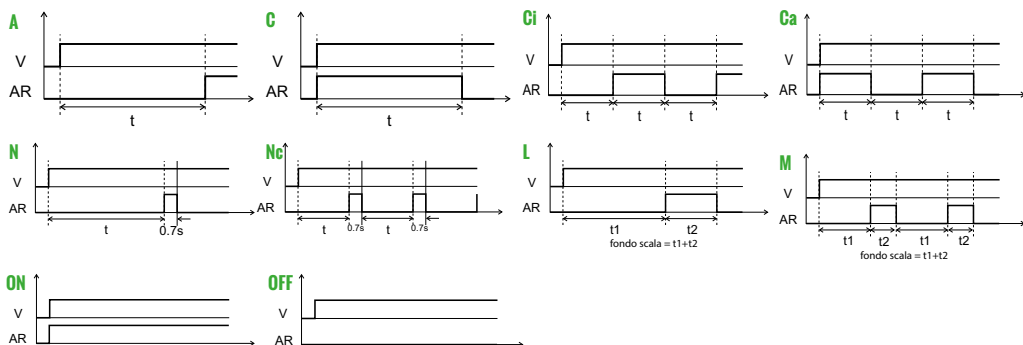 A
V
AR
t
C
V
AR
t
Ci
V
AR
t t t
Ca
V
AR
t t t
N
V
AR
t 0.7s
Nc
V
AR
t 0.7s t 0.7s
L
V
AR
t1 t2
fondo scala = t1+t2
M
V
AR
t1 t2 t1 t2
fondo scala = t1+t2
ON
V
AR
OFF
V
AR